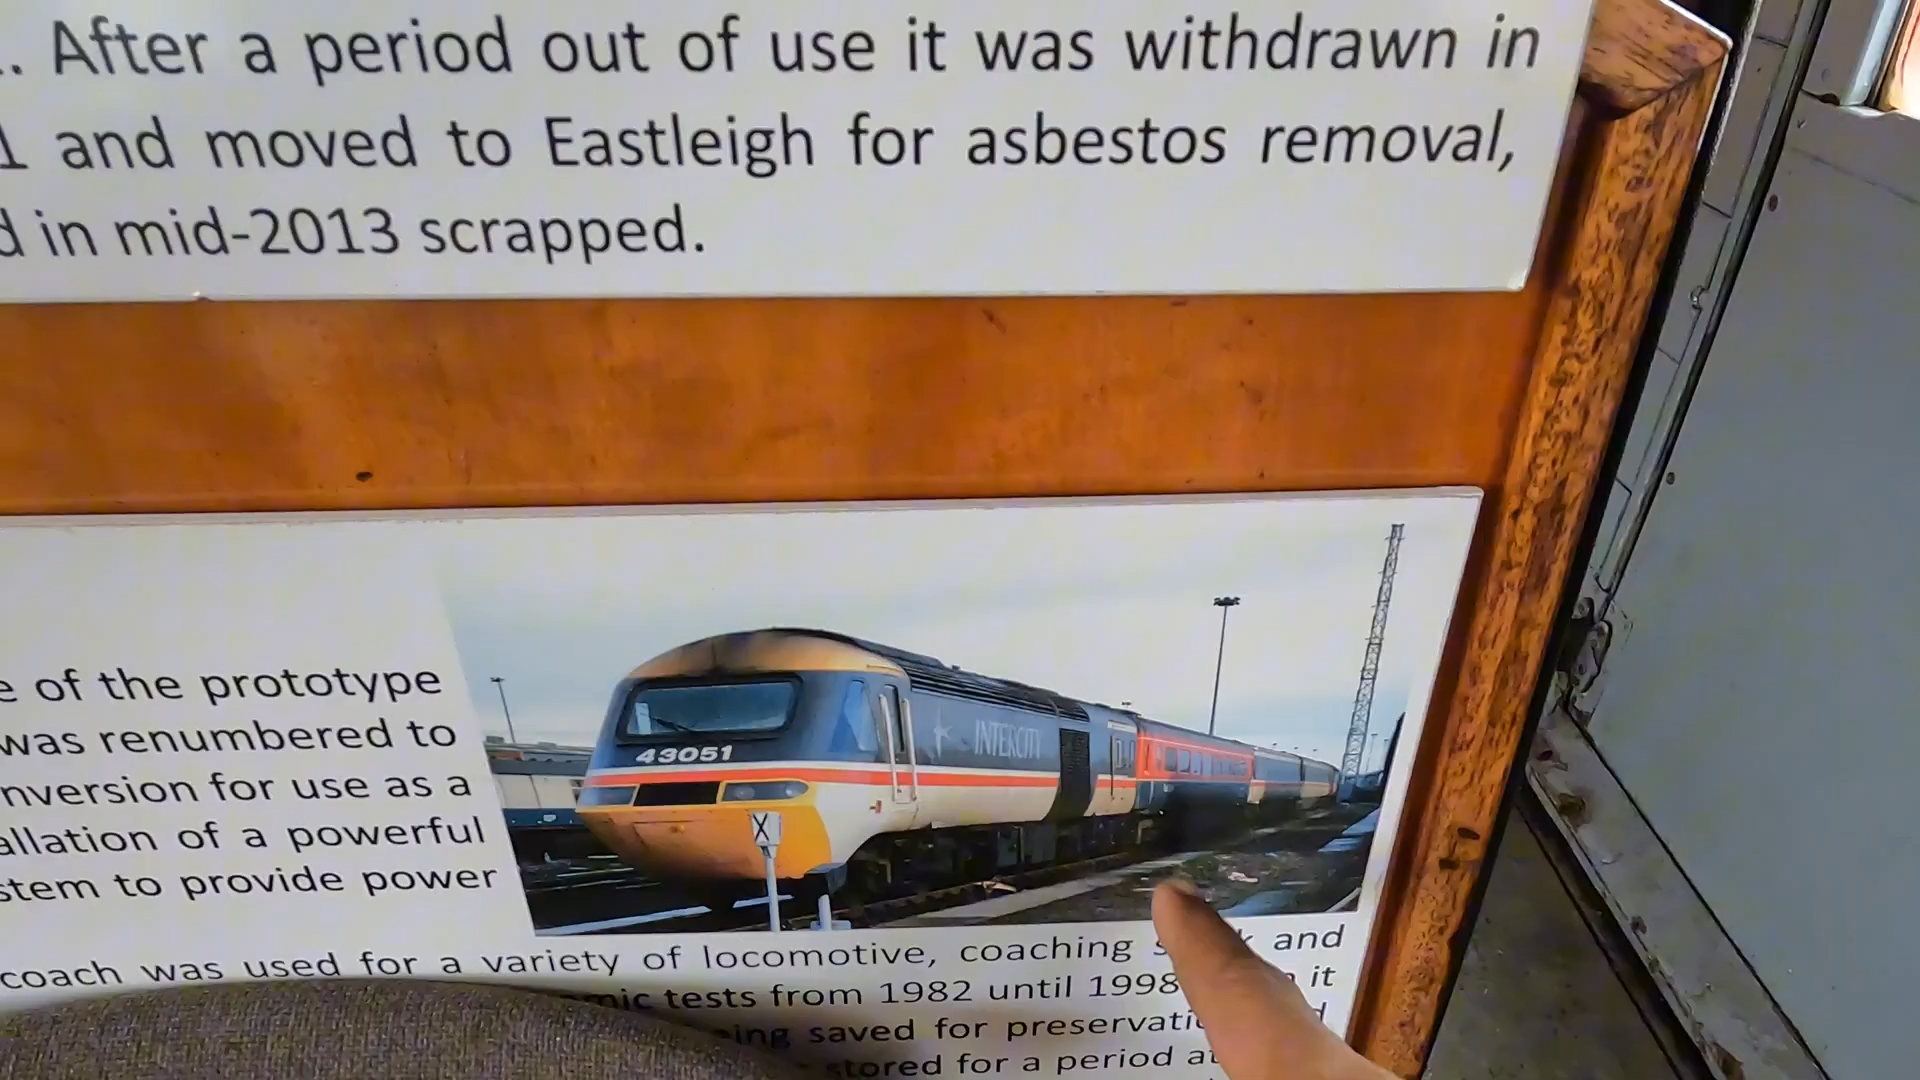 . After a period out of use it was withdrawn in
1 and moved to Eastleigh for asbestos removal,
d in mid-2013 scrapped.
INTERCITY
43051
X
e of the prototype
was renumbered to
nversion for use as a
allation of a powerful
stem to provide power
coach was used for a variety of locomotive, coaching and
mic tests from 1982 until 1998 it
ing saved for preservati d
stored for a period at